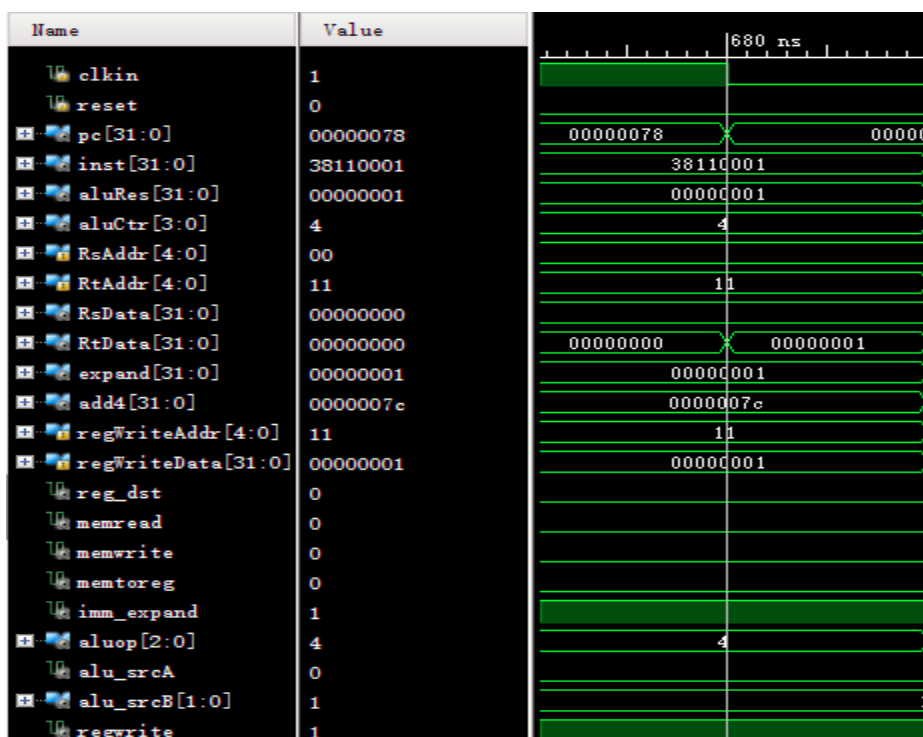 Name Value
680 ns
clkin 1
reset 0
pc[31:0] 00000078 00000078
inst[31:0] 38110001 38110001
aluRes[31:0] 00000001 00000001
aluCtr[3:0] 4 4
RsAddr[4:0] 00
RtAddr[4:0] 11 11
RsData[31:0] 00000000
RtData[31:0] 00000000 00000000 00000001
expand[31:0] 00000001 00000001
add4[31:0] 0000007c 0000007c
regWriteAddr[4:0] 11 11
regWriteData[31:0] 00000001 00000001
reg_dst 0
memread 0
memwrite 0
memtoreg 0
imm_expand 1
aluop[2:0] 4 4
alu_srcA 0
alu_srcB[1:0] 1
regwrite 1